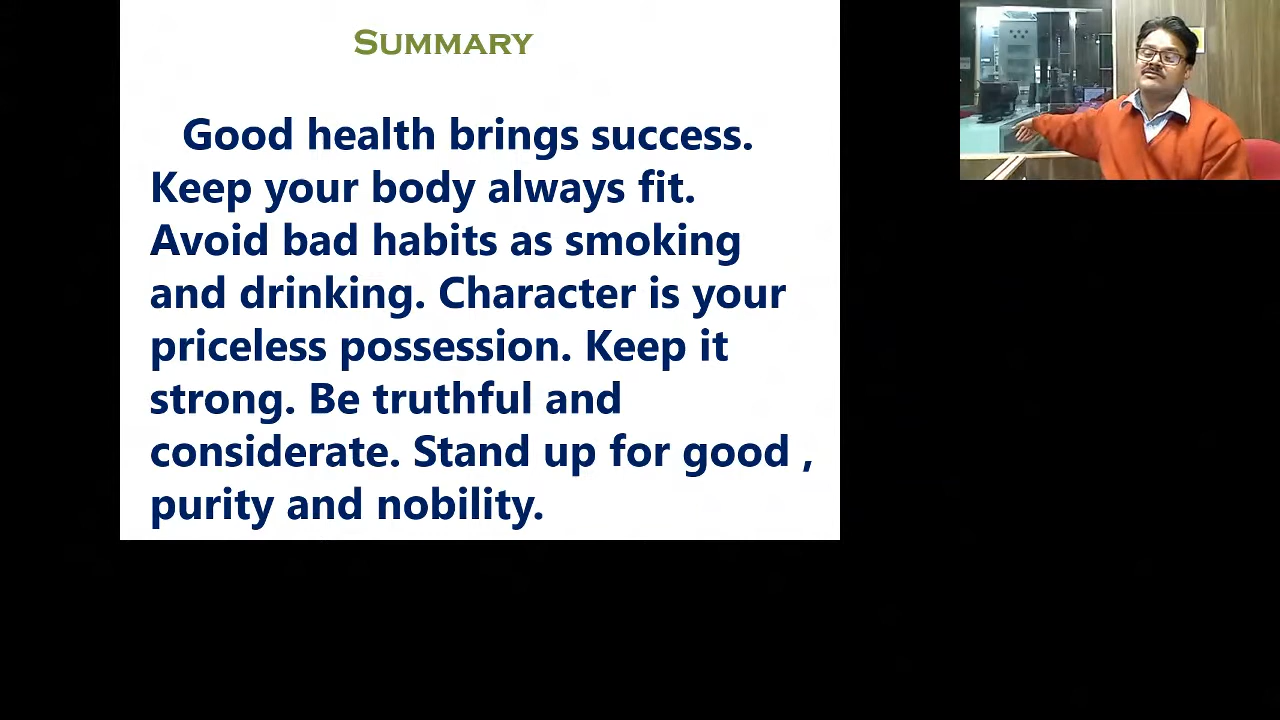 SUMMARY
Good health brings success.
Keep your body always fit.
Avoid bad habits as smoking
and drinking. Character is your
priceless possession. Keep it
strong. Be truthful and
considerate. Stand up for good ,
purity and nobility.